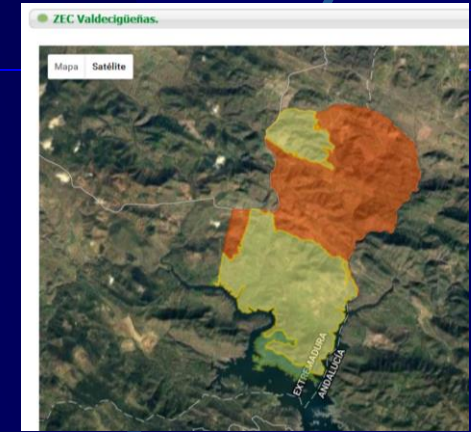 ZEC Valdecigüeñas.
Mapa Satélite
EXTREMADURA
ANDALUCÍA